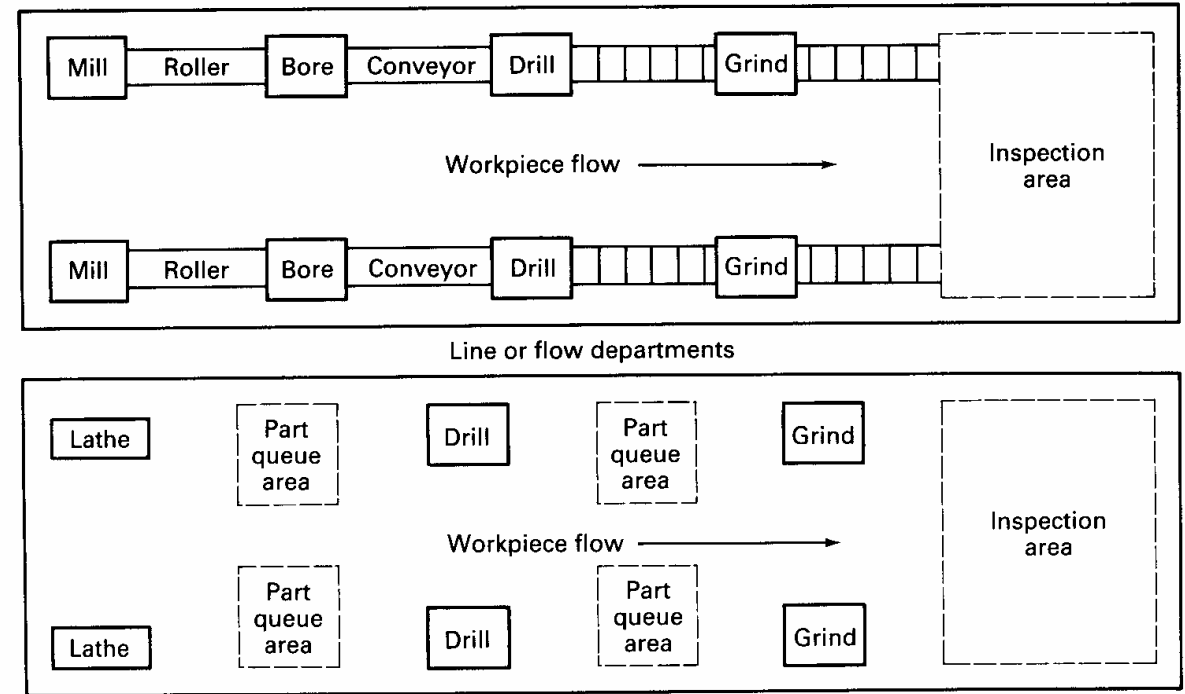 Mill Roller Bore Conveyor Drill Grind
Inspection
area
Workpiece flow
Mill Roller Bore Conveyor Drill Grind
Line or flow departments
Lathe
Part
queue
area
Drill
Part
queue
area
Grind
Inspection
area
Workpiece flow
Lathe
Part
queue
area
Drill
Part
queue
area
Grind